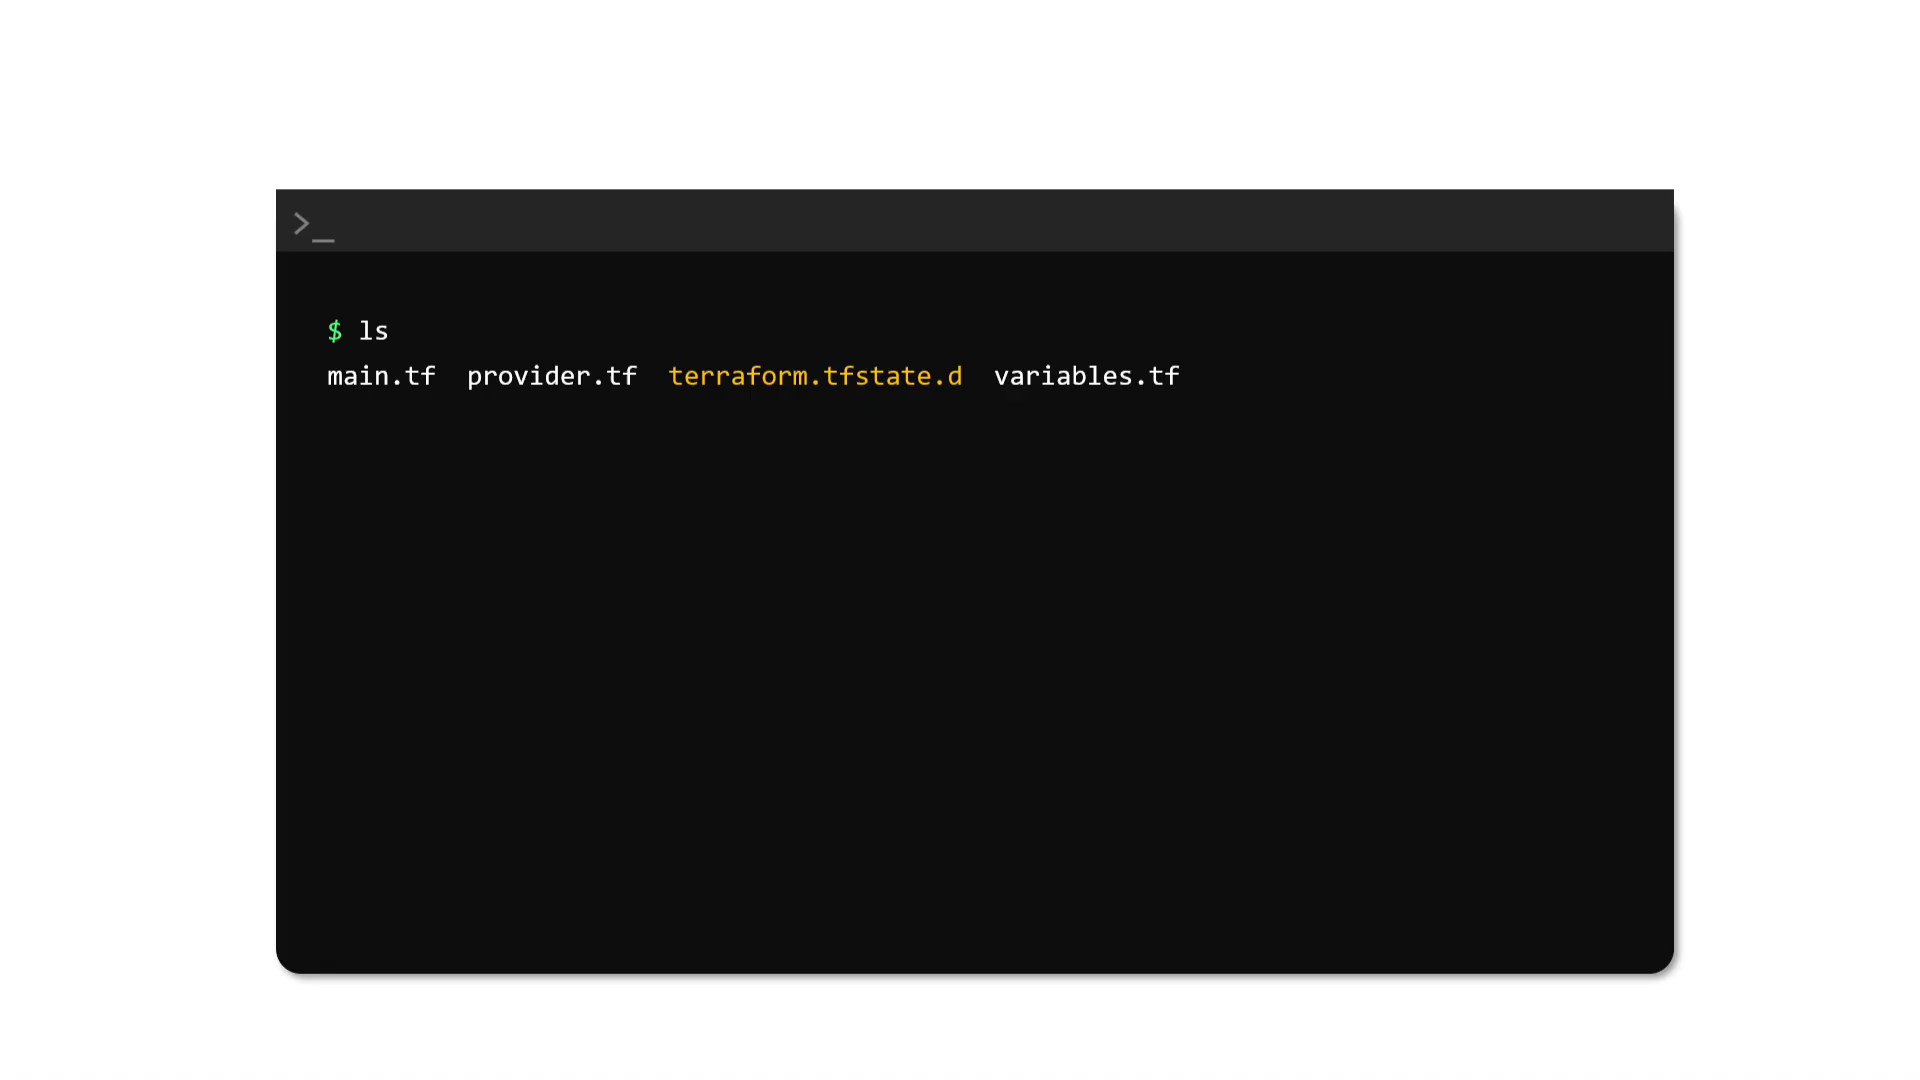 >_
$ ls
main.tf  provider.tf  terraform.tfstate.d  variables.tf